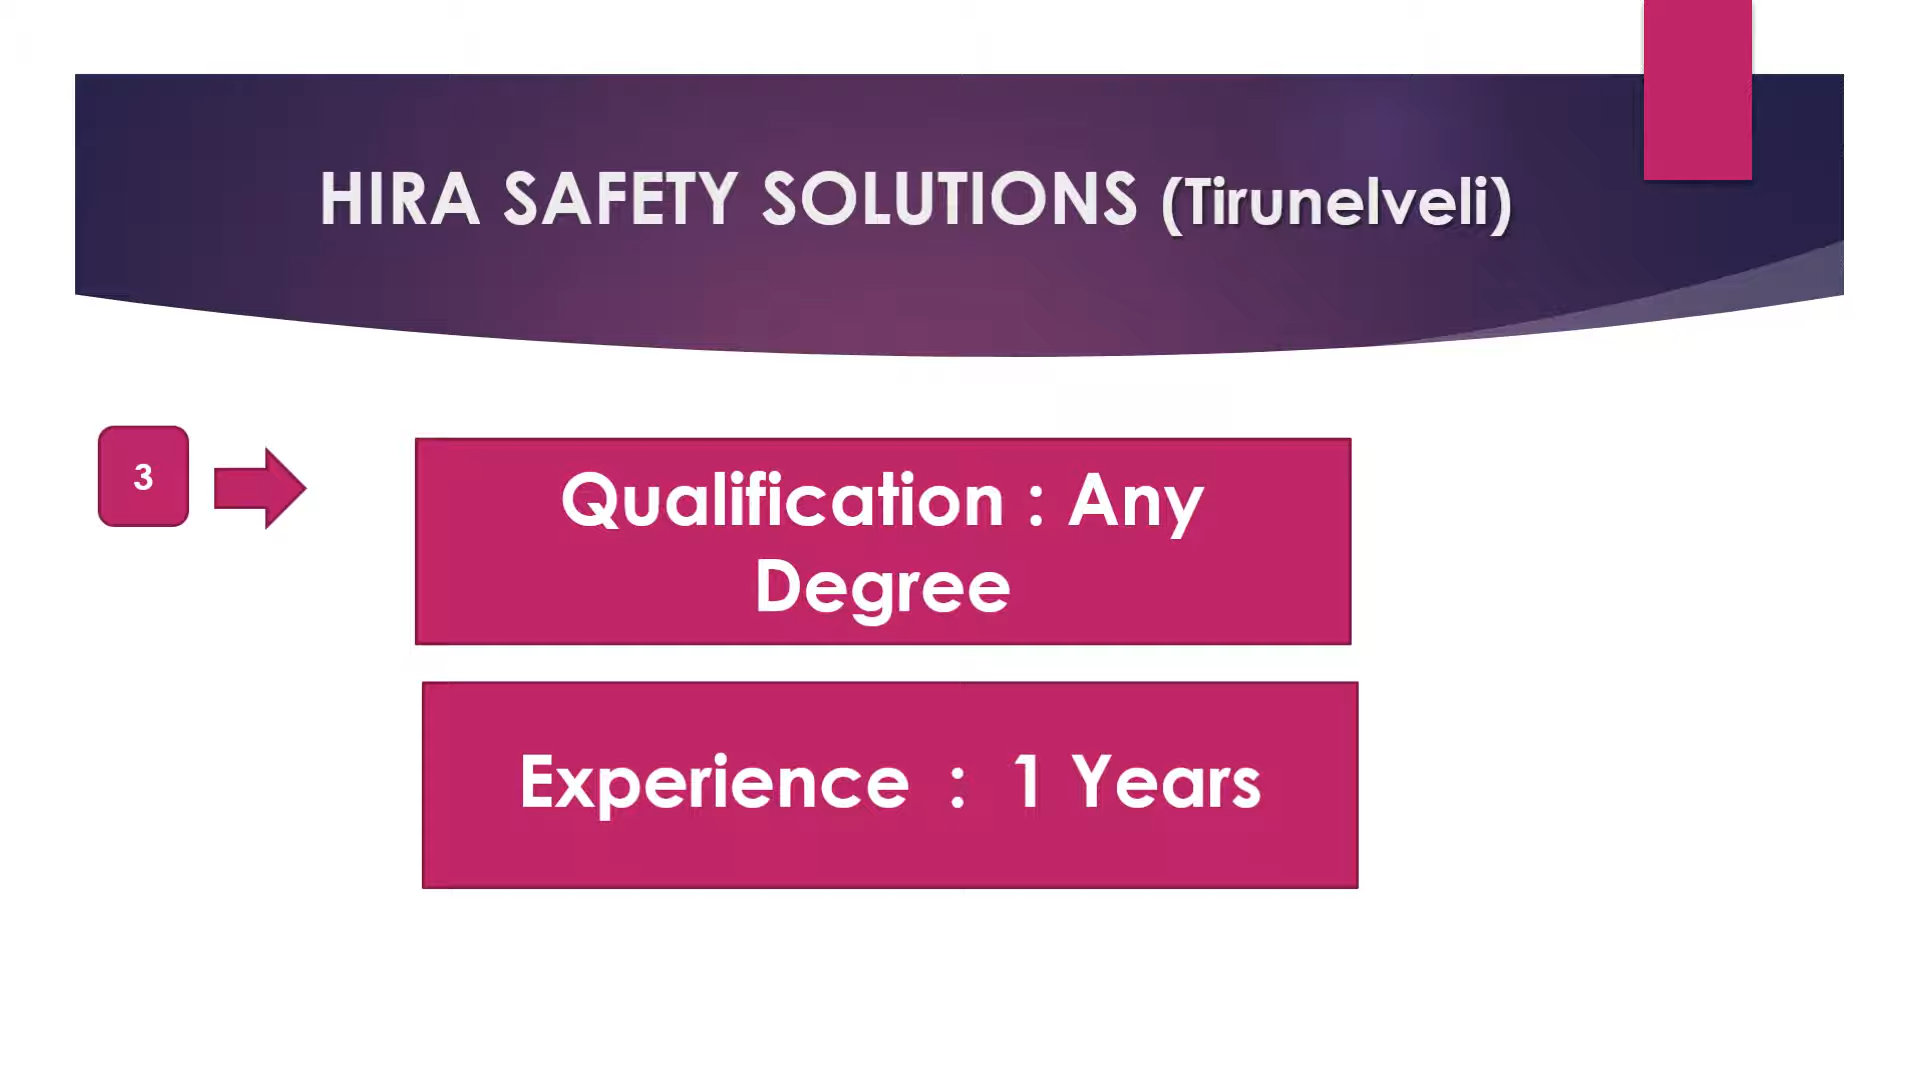 HIRA SAFETY SOLUTIONS (Tirunelveli)
3
Qualification : Any
Degree
Experience : 1 Years